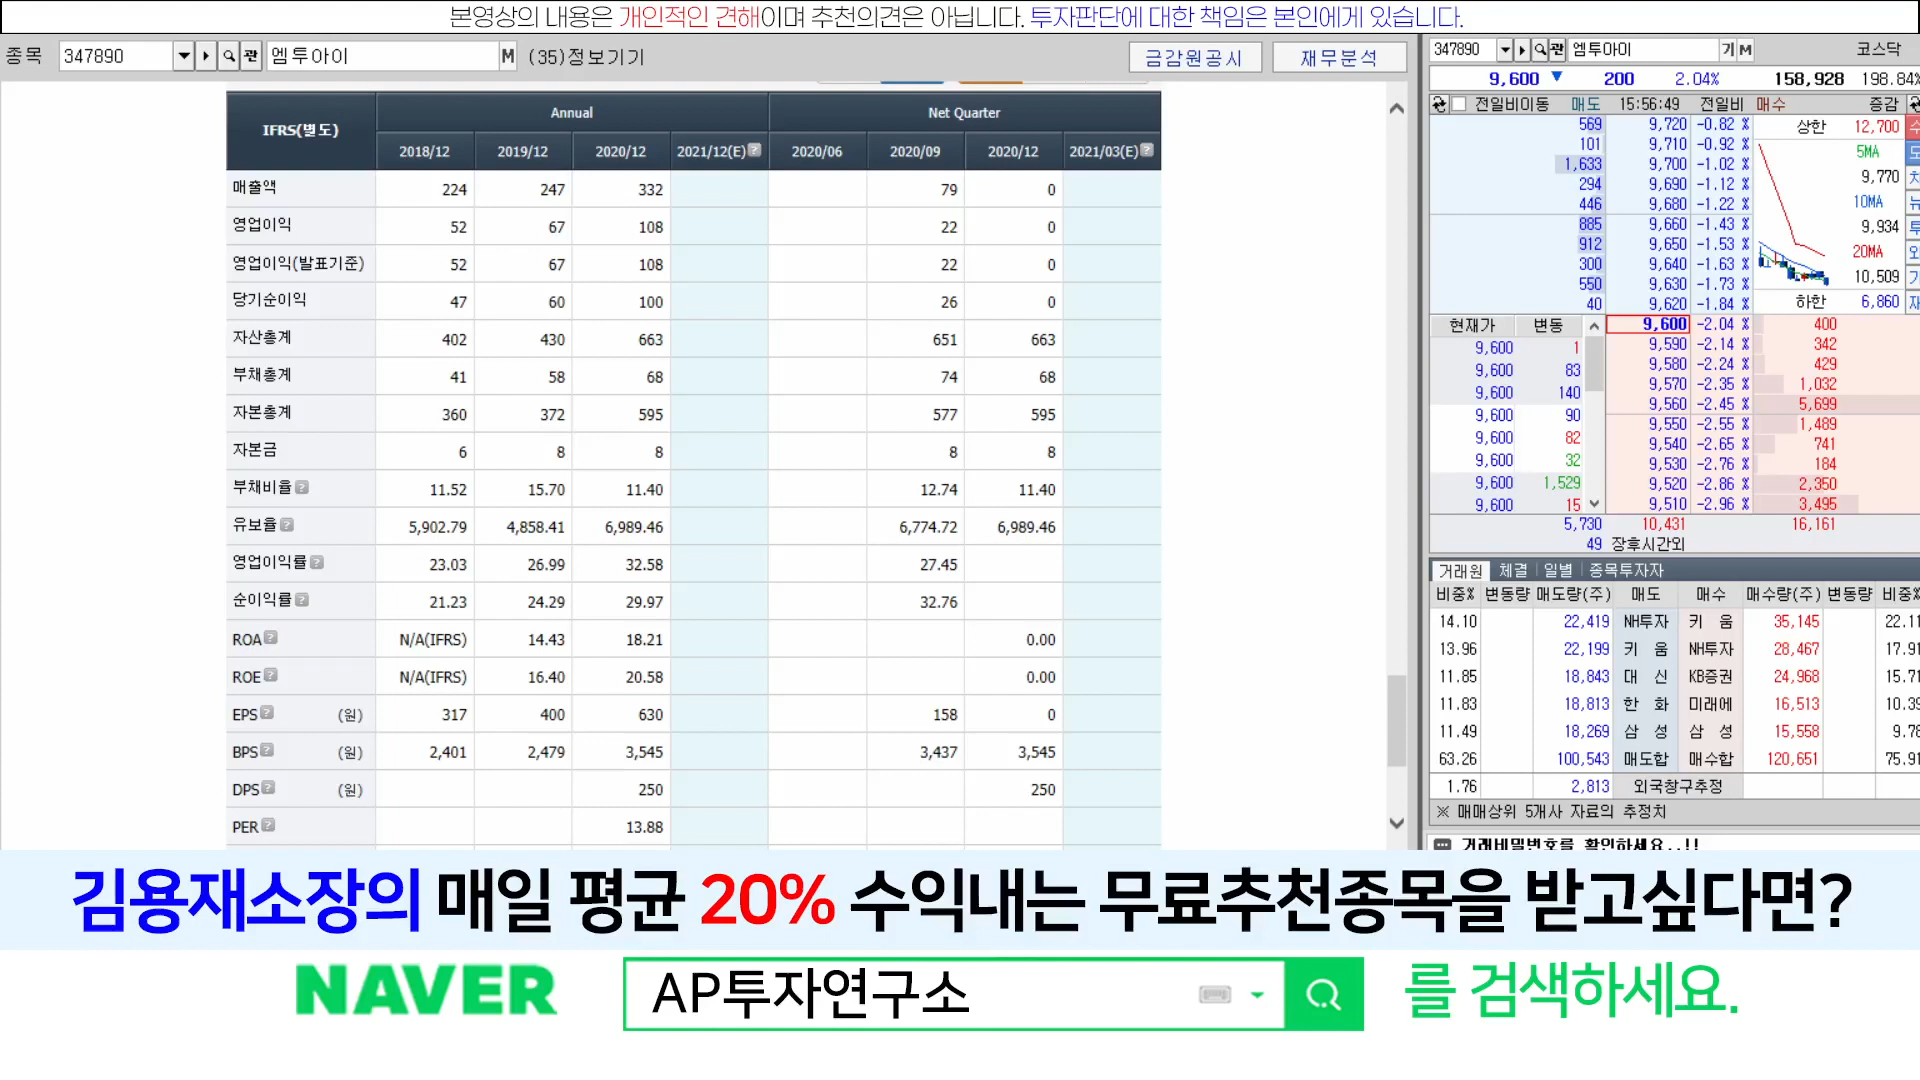 본영상의 내용은 개인적인 견해이며 추천의견은 아닙니다. 투자판단에 대한 책임은 본인에게 있습니다.
종목 347890 관 엠투아이 M (35)정보기기 금감원공시 재무분석
IFRS(별도) Annual Net Quarter
2018/12 2019/12 2020/12 2021/12(E) 2020/06 2020/09 2020/12 2021/03(E)
매출액 224 247 332 79 0
영업이익 52 67 108 22 0
영업이익(발표기준) 52 67 108 22 0
당기순이익 47 60 100 26 0
자산총계 402 430 663 651 663
부채총계 41 58 68 74 68
자본총계 360 372 595 577 595
자본금 6 8 8 8 8
부채비율 11.52 15.70 11.40 12.74 11.40
유보율 5,902.79 4,858.41 6,989.46 6,774.72 6,989.46
영업이익률 23.03 26.99 32.58 27.45
순이익률 21.23 24.29 29.97 32.76
ROA N/A(IFRS) 14.43 18.21 0.00
ROE N/A(IFRS) 16.40 20.58 0.00
EPS (원) 317 400 630 158 0
BPS (원) 2,401 2,479 3,545 3,437 3,545
DPS (원) 250 250
PER 13.88
347890 관 엠투아이 기 M 코스닥
9,600 ▼ 200 2.04% 158,928 198.84%
전일비이동 매도 15:56:49 전일비 매수 증감
569 9,720 -0.82 % 상한 12,700
101 9,710 -0.92 % 5MA
1,633 9,700 -1.02 % 9,770
294 9,690 -1.12 % 10MA
446 9,680 -1.22 %
885 9,660 -1.43 % 9,934
912 9,650 -1.53 % 20MA
300 9,640 -1.63 %
550 9,630 -1.73 % 10,509
40 9,620 -1.84 % 하한 6,860
현재가 변동
9,600 -2.04 % 400
9,590 -2.14 % 342
9,580 -2.24 % 429
9,570 -2.35 % 1,032
9,560 -2.45 % 5,699
9,550 -2.55 % 1,489
9,540 -2.65 % 741
9,530 -2.76 % 184
9,520 -2.86 % 2,350
9,510 -2.96 % 3,495
9,600 1
9,600 83
9,600 140
9,600 90
9,600 82
9,600 32
9,600 1,529
9,600 15
5,730 10,431 16,161
49 장후시간외
거래원 체결 일별 종목투자자
비중% 변동량 매도량(주) 매도 매수 매수량(주) 변동량 비중%
14.10 22,419 NH투자 키 움 35,145 22.11
13.96 22,199 키 움 NH투자 28,467 17.91
11.85 18,843 대 신 KB증권 24,968 15.71
11.83 18,813 한 화 미래에 16,513 10.39
11.49 18,269 삼 성 삼 성 15,558 9.78
63.26 100,543 매도합 매수합 120,651 75.91
1.76 2,813 외국창구추정
※ 매매상위 5개사 자료의 추정치
거래비밀번호를 확인하세요..!!
김용재소장의 매일 평균 20% 수익내는 무료추천종목을 받고싶다면?
NAVER AP투자연구소 를 검색하세요.